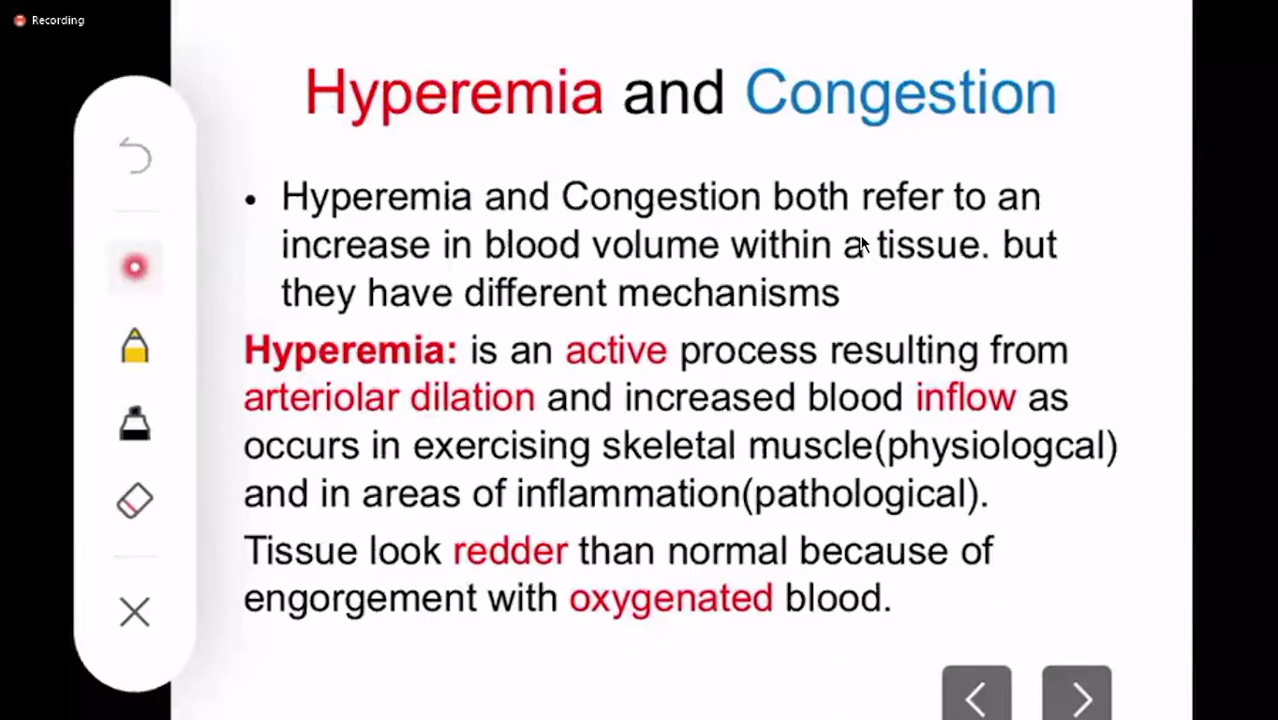 Recording
Hyperemia and Congestion
• Hyperemia and Congestion both refer to an
increase in blood volume within a tissue. but
they have different mechanisms
Hyperemia: is an active process resulting from
arteriolar dilation and increased blood inflow as
occurs in exercising skeletal muscle(physiologcal)
and in areas of inflammation(pathological).
Tissue look redder than normal because of
engorgement with oxygenated blood.